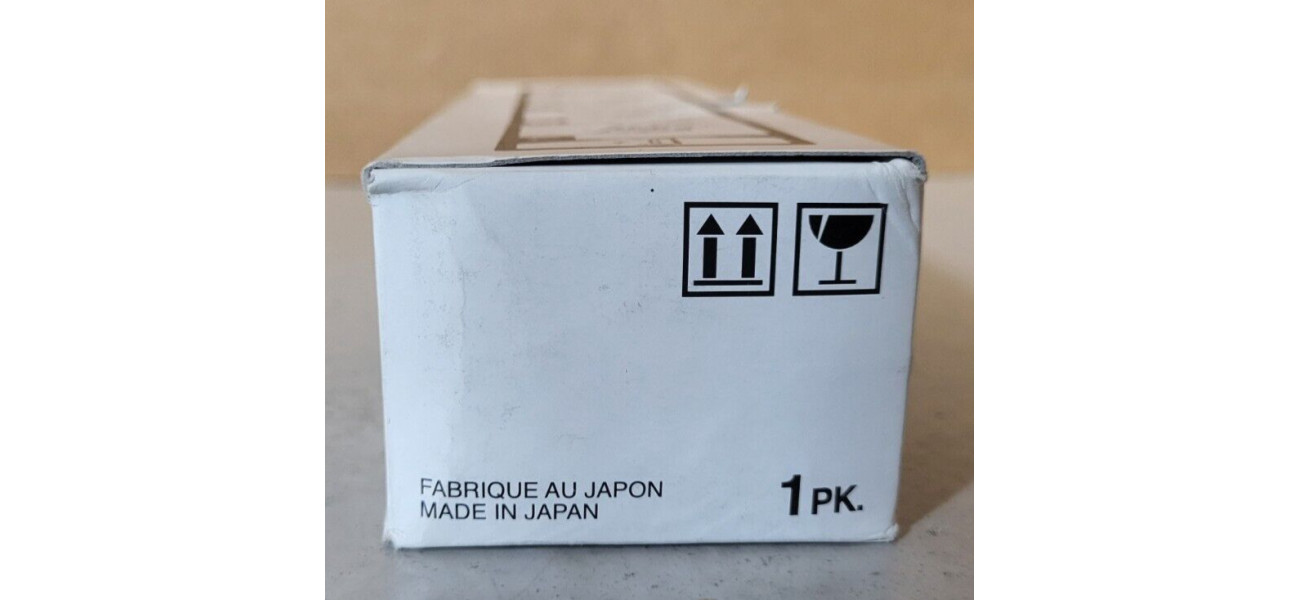 FABRIQUE AU JAPON
MADE IN JAPAN
1 PK.